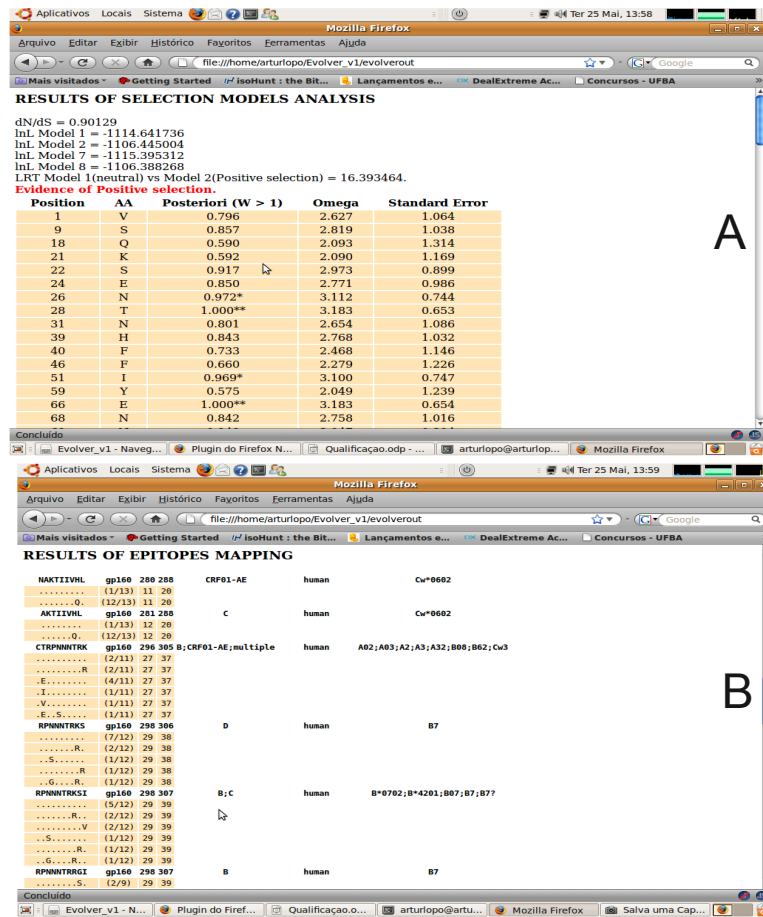 Aplicativos Locais Sistema Ter 25 Mai, 13:58
Mozilla Firefox
Arquivo Editar Exibir Histórico Favoritos Ferramentas Ajuda
file:///home/arturlopo/Evolver_v1/evolverout Google
Mais visitados Getting Started isoHunt : the Bit... Lançamentos e... DealExtreme Ac... Concursos - UFBA
RESULTS OF SELECTION MODELS ANALYSIS
dN/dS = 0.90129
lnL Model 1 = -1114.641736
lnL Model 2 = -1106.445004
lnL Model 7 = -1115.395312
lnL Model 8 = -1106.388268
LRT Model 1(neutral) vs Model 2(Positive selection) = 16.393464.
Evidence of Positive selection.
Position AA Posteriori (W > 1) Omega Standard Error
1 V 0.796 2.627 1.064
9 S 0.857 2.819 1.038
18 Q 0.590 2.093 1.314
21 K 0.592 2.090 1.169
22 S 0.917 2.973 0.899
24 E 0.850 2.771 0.986
26 N 0.972* 3.112 0.744
28 T 1.000** 3.183 0.653
31 N 0.801 2.654 1.086
39 H 0.843 2.768 1.032
40 F 0.733 2.468 1.146
46 F 0.660 2.279 1.226
51 I 0.969* 3.100 0.747
59 Y 0.575 2.049 1.239
66 E 1.000** 3.183 0.654
68 N 0.842 2.758 1.016
A
Concluído
Evolver_v1 - Naveg... Plugin do Firefox N... Qualificaçao.odp - ... arturlopo@arturlop... Mozilla Firefox
Aplicativos Locais Sistema Ter 25 Mai, 13:59
Mozilla Firefox
Arquivo Editar Exibir Histórico Favoritos Ferramentas Ajuda
file:///home/arturlopo/Evolver_v1/evolverout Google
Mais visitados Getting Started isoHunt : the Bit... Lançamentos e... DealExtreme Ac... Concursos - UFBA
RESULTS OF EPITOPES MAPPING
NAKTIIVHL gp160 280 288 CRF01-AE human Cw*0602
......... (1/13) 11 20
.......Q. (12/13) 11 20
AKTIIVHL gp160 281 288 C human Cw*0602
........ (1/13) 12 20
......Q. (12/13) 12 20
CTRPNNNTRK gp160 296 305 B;CRF01-AE;multiple human A02;A03;A2;A3;A32;B08;B62;Cw3
.......... (2/11) 27 37
.........R (2/11) 27 37
.E........ (4/11) 27 37
.I........ (1/11) 27 37
.V........ (1/11) 27 37
.E..S..... (1/11) 27 37
RPNNNTRKS gp160 298 306 D human B7
......... (7/12) 29 38
.......R. (2/12) 29 38
..S...... (1/12) 29 38
........R (1/12) 29 38
..G....R. (1/12) 29 38
RPNNNTRKSI gp160 298 307 B;C human B*0702;B*4201;B07;B7;B7?
.......... (5/12) 29 39
.......R.. (2/12) 29 39
.........V (2/12) 29 39
..S....... (1/12) 29 39
........R. (1/12) 29 39
..G....R.. (1/12) 29 39
RPNNNTRRGI gp160 298 307 B human B7
........S. (2/9) 29 39
B
Concluído
Evolver_v1 - N... Plugin do Firef... Qualificaçao.o... arturlopo@artu... Mozilla Firefox Salva uma Cap...